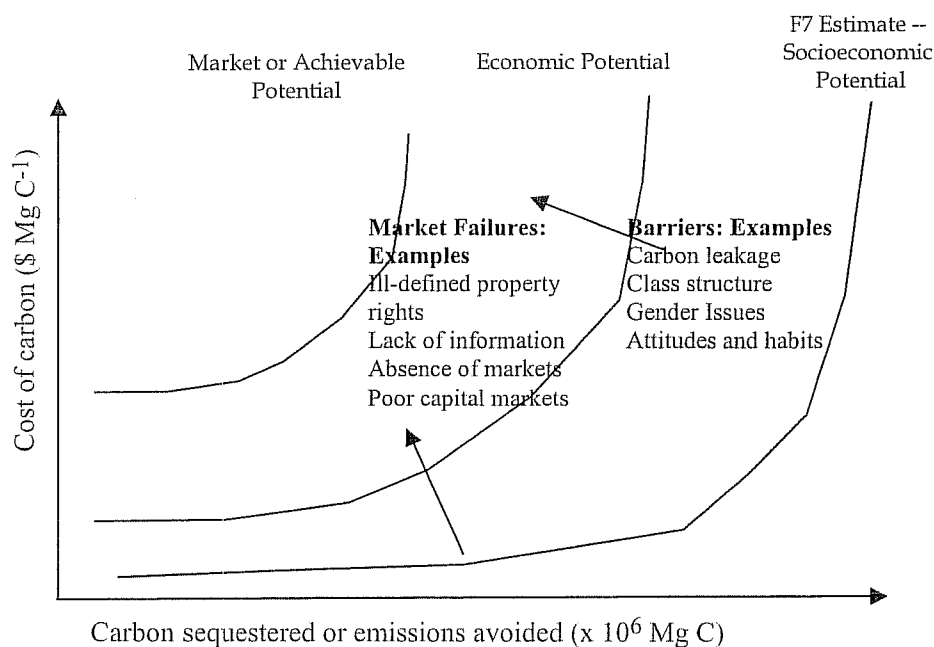 F7 Estimate --
Socioeconomic
Potential
Market or Achievable
Potential
Economic Potential
Cost of carbon ($ Mg C-1)
Market Failures:
Examples
Ill-defined property
rights
Lack of information
Absence of markets
Poor capital markets
Barriers: Examples
Carbon leakage
Class structure
Gender Issues
Attitudes and habits
Carbon sequestered or emissions avoided (x 10⁶ Mg C)